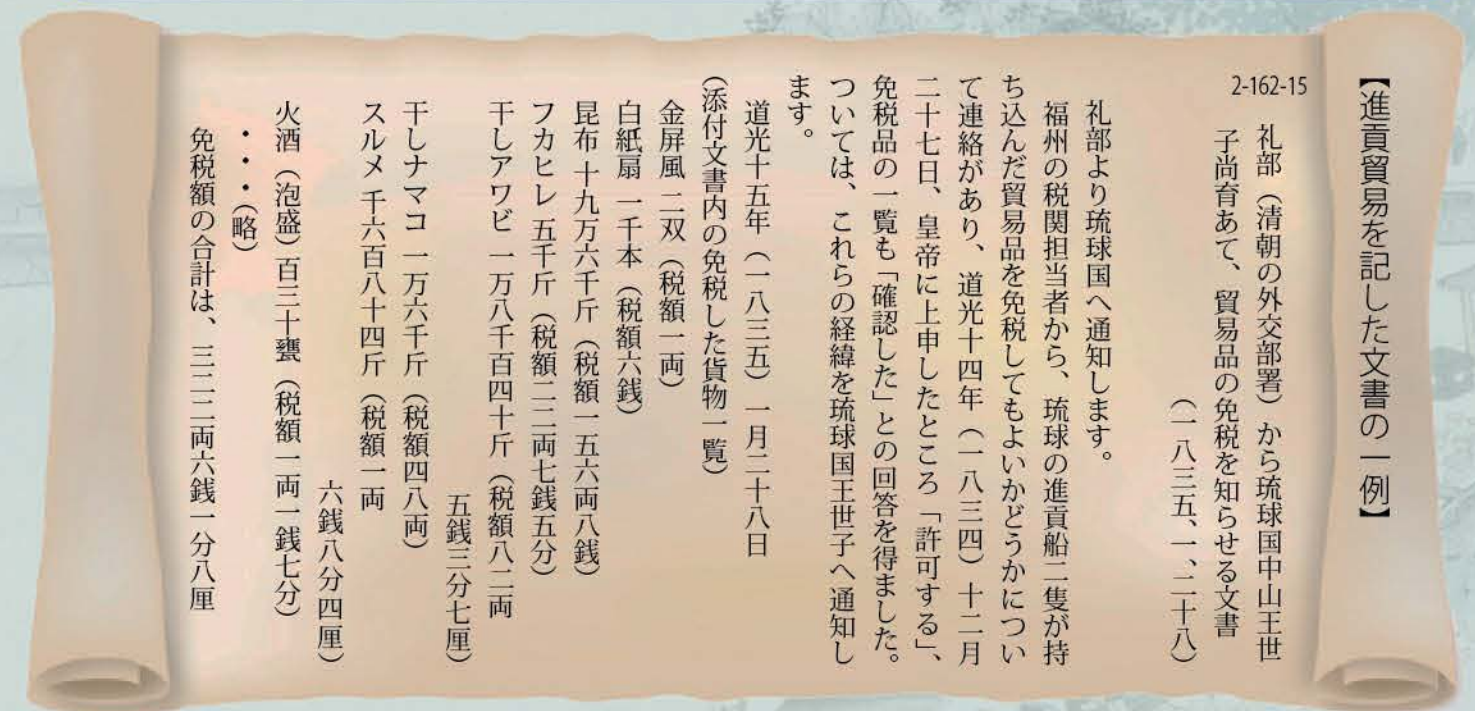 【進貢貿易を記した文書の一例】
2-162-15
礼部（清朝の外交部署）から琉球国中山王世
子尚育あて、貿易品の免税を知らせる文書
（一八三五、一、二十八）
礼部より琉球国へ通知します。
福州の税関担当者から、琉球の進貢船二隻が持
ち込んだ貿易品を免税してもよいかどうかについ
て連絡があり、道光十四年（一八三四）十二月
二十七日、皇帝に上申したところ「許可する」、
免税品の一覧も「確認した」との回答を得ました。
ついては、これらの経緯を琉球国王世子へ通知し
ます。
道光十五年（一八三五）一月二十八日
（添付文書内の免税した貨物一覧）
金屏風 二双（税額一両）
白紙扇 一千本（税額六銭）
昆布 十九万六千斤（税額一五六両八銭）
フカヒレ 五千斤（税額二二両七銭五分）
干しアワビ 一万八千百四十斤（税額八二両
五銭三分七厘）
干しナマコ 一万六千斤（税額四八両）
スルメ 千六百八十四斤（税額一両
六銭八分四厘）
火酒（泡盛）百三十甕（税額一両一銭七分）
・・・（略）
免税額の合計は、三二二両六銭一分八厘